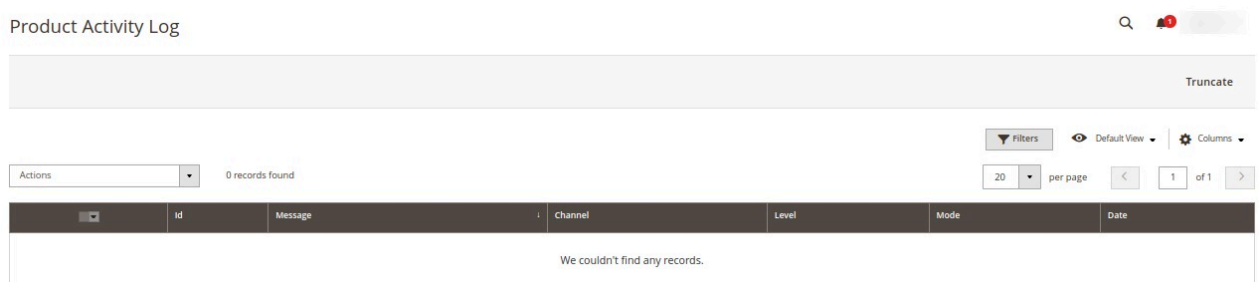 Product Activity Log
1
Truncate
Filters
Default View
Columns
Actions
0 records found
20
per page
1
of 1
Id
Message
Channel
Level
Mode
Date
We couldn't find any records.